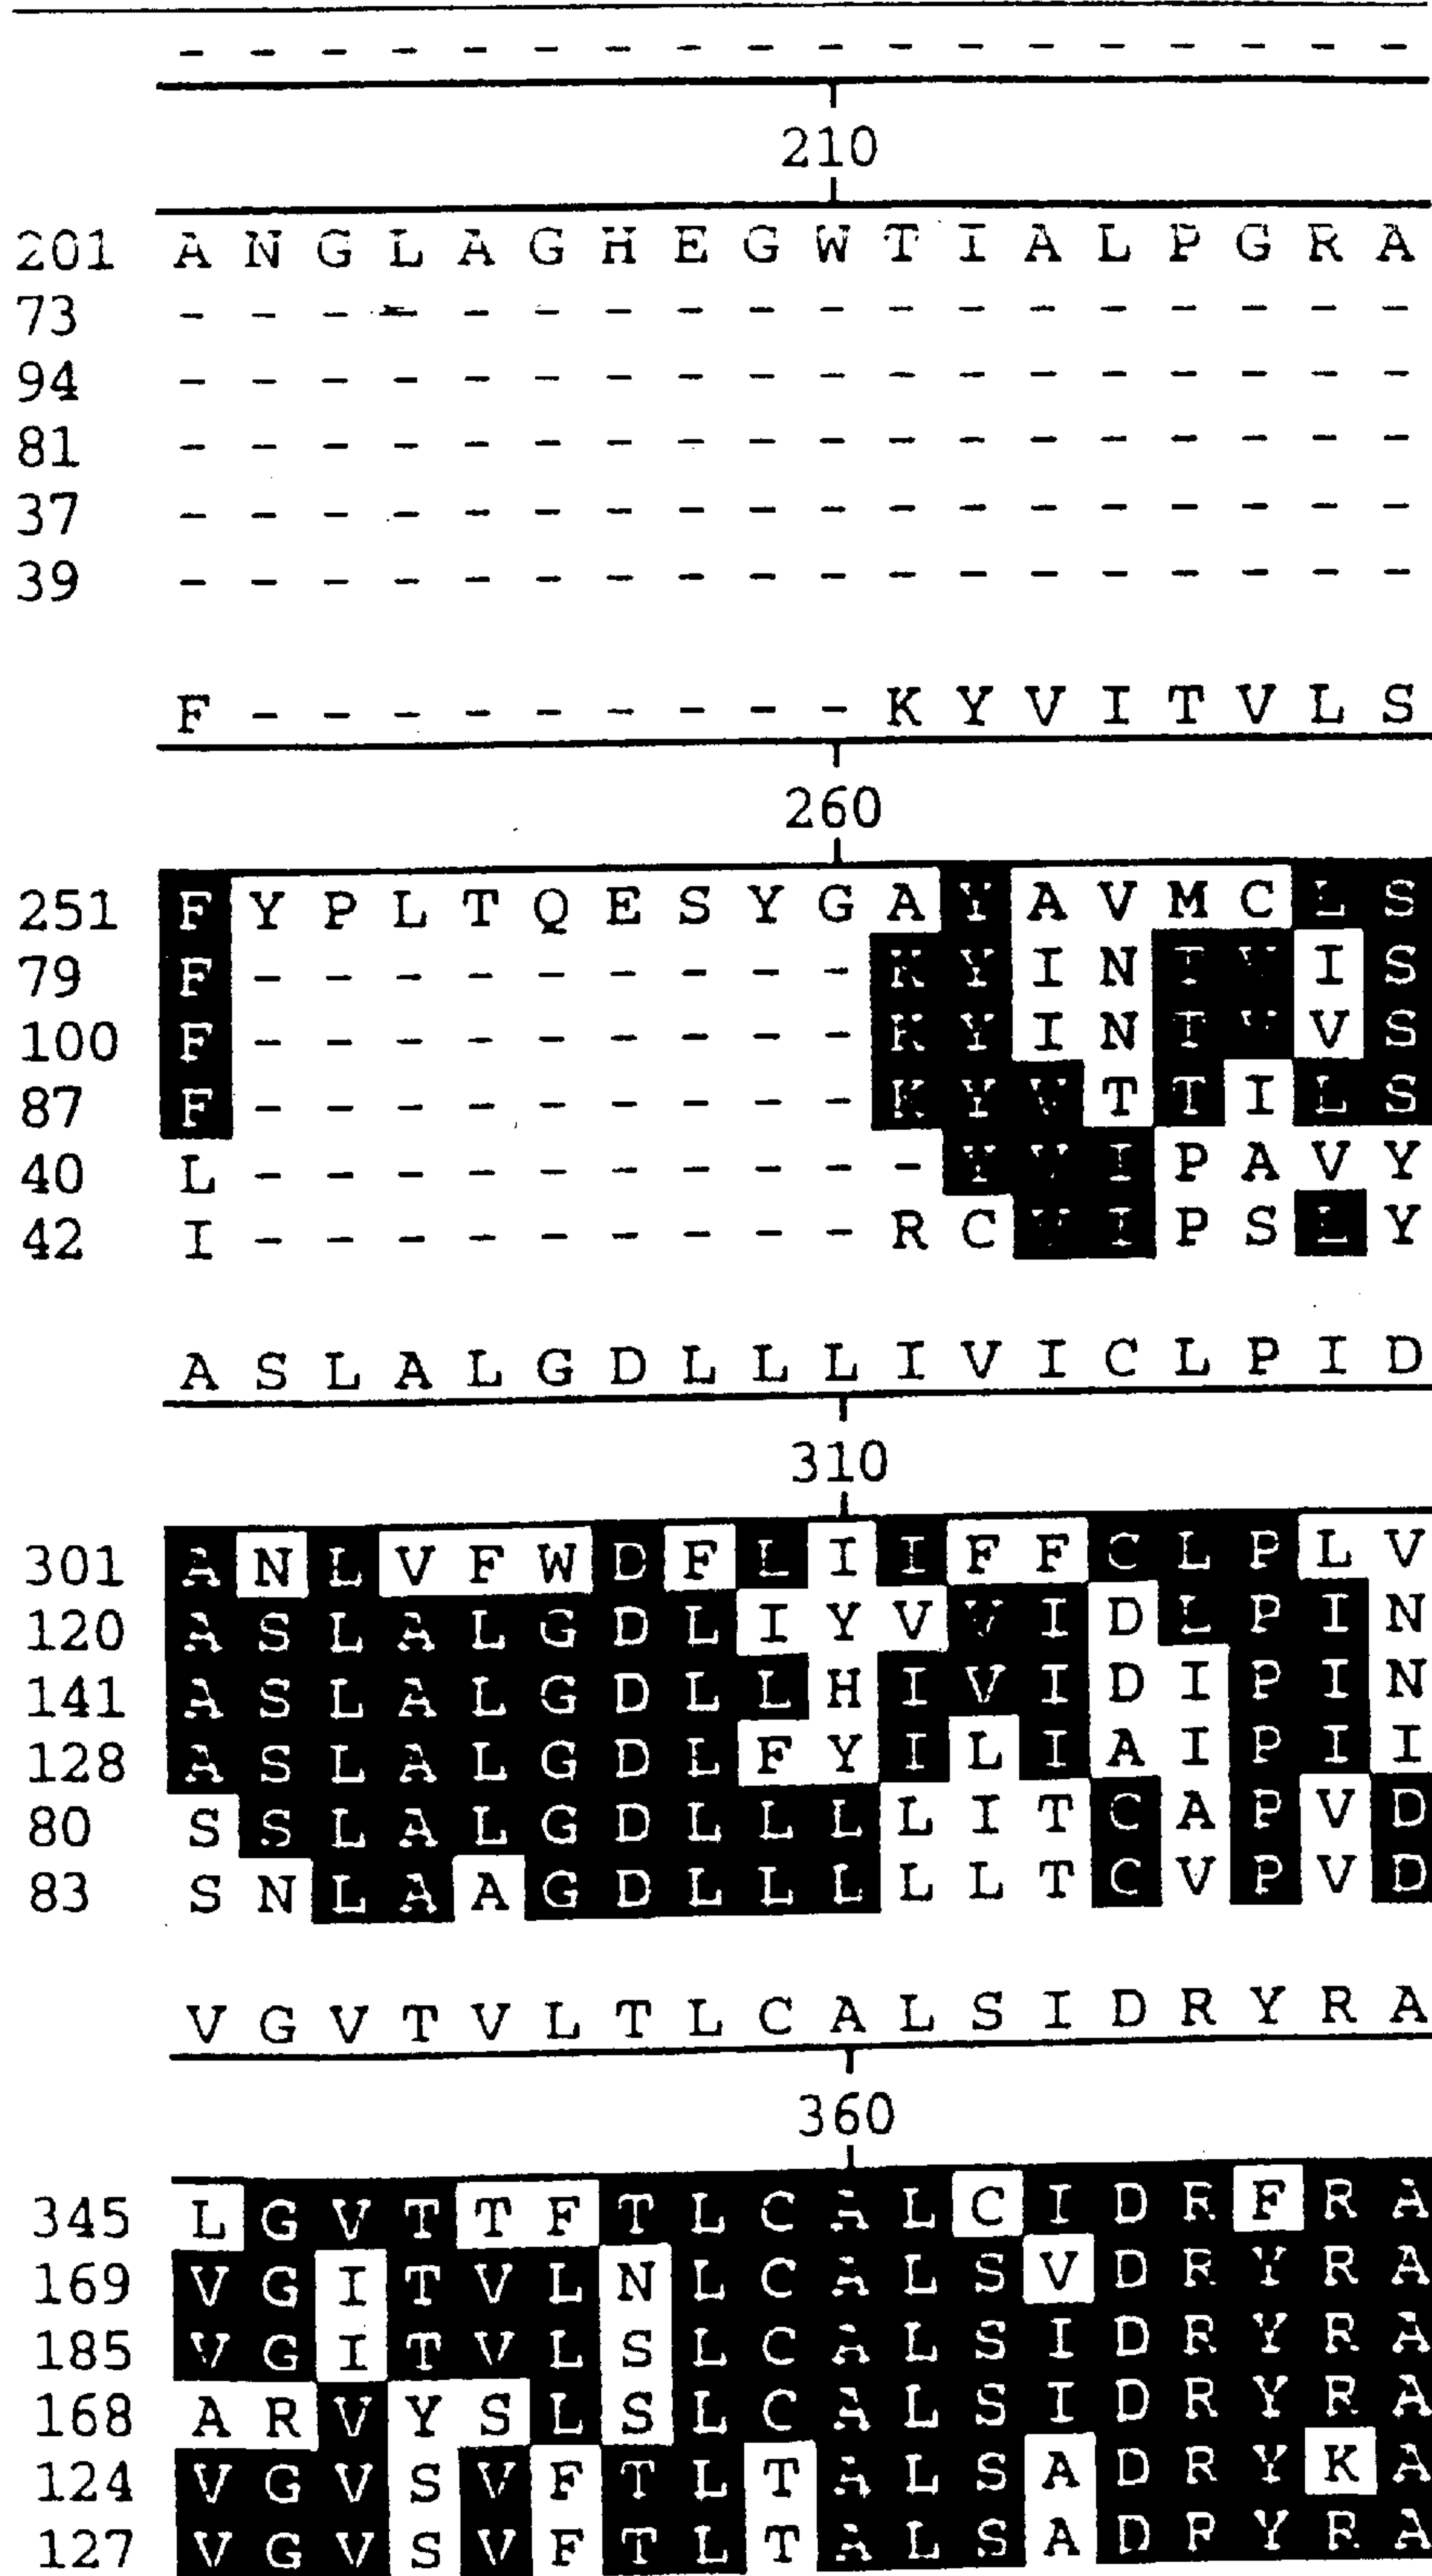 - - - - - - - - - - - - - - - - - -
210
201 A N G L A G H E G W T I A L P G R A
73 - - - - - - - - - - - - - - - - - -
94 - - - - - - - - - - - - - - - - - -
81 - - - - - - - - - - - - - - - - - -
37 - - - - - - - - - - - - - - - - - -
39 - - - - - - - - - - - - - - - - - -
F - - - - - - - - - K Y V I T V L S
260
251 F Y P L T Q E S Y G A Y A V M C L S
79 F - - - - - - - - - K Y I N T V I S
100 F - - - - - - - - - K Y I N T V V S
87 F - - - - - - - - - K Y V T T I L S
40 L - - - - - - - - - - Y V I P A V Y
42 I - - - - - - - - - R C V I P S L Y
A S L A L G D L L L I V I C L P I D
310
301 A N L V F W D F L I I F F C L P L V
120 A S L A L G D L I Y V V I D L P I N
141 A S L A L G D L L H I V I D I P I N
128 A S L A L G D L F Y I L I A I P I I
80 S S L A L G D L L L L I T C A P V D
83 S N L A A G D L L L L L T C V P V D
V G V T V L T L C A L S I D R Y R A
360
345 L G V T T F T L C A L C I D R F R A
169 V G I T V L N L C A L S V D R Y R A
185 V G I T V L S L C A L S I D R Y R A
168 A R V Y S L S L C A L S I D R Y R A
124 V G V S V F T L T A L S A D R Y K A
127 V G V S V F T L T A L S A D R Y R A